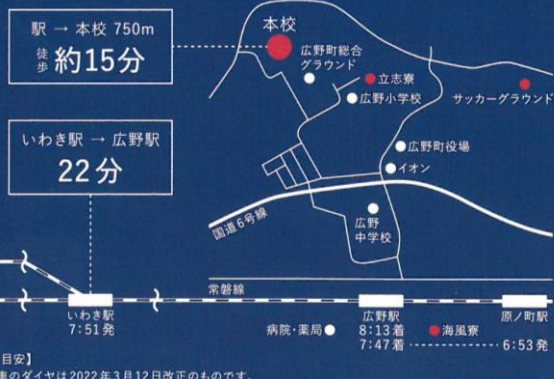 駅 → 本校 750m
徒歩 約15分
いわき駅 → 広野駅
22分
本校
広野町総合
グラウンド
立志寮
広野小学校
サッカーグラウンド
広野町役場
イオン
国道6号線
広野
中学校
常磐線
いわき駅
7:51発
病院・薬局
広野駅
8:13着
7:47着
海風寮
原ノ町駅
6:53発
目安】
車のダイヤは2022年3月12日改正のものです。